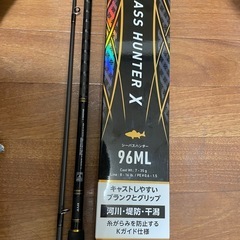 ASS HUNTER X
シーバスハンター
96ML
キャストしやすい
ブランクとグリップ
河川・堤防・干潟
糸がらみを防止する
Kガイド仕様